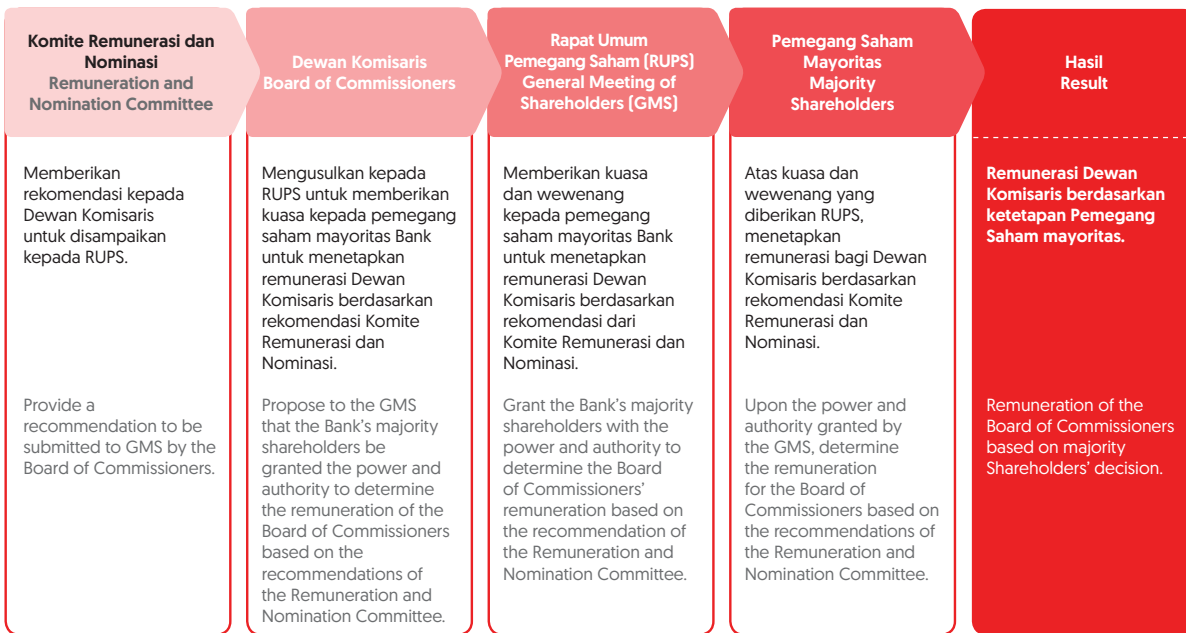 Komite Remunerasi dan
Nominasi
Remuneration and
Nomination Committee
Memberikan
rekomendasi kepada
Dewan Komisaris
untuk disampaikan
kepada RUPS.
Provide a
recommendation to be
submitted to GMS by the
Board of Commissioners.
Dewan Komisaris
Board of Commissioners
Mengusulkan kepada
RUPS untuk memberikan
kuasa kepada pemegang
saham mayoritas Bank
untuk menetapkan
remunerasi Dewan
Komisaris berdasarkan
rekomendasi Komite
Remunerasi dan
Nominasi.
Propose to the GMS
that the Bank's majority
shareholders be
granted the power and
authority to determine
the remuneration of the
Board of Commissioners
based on the
recommendations of
the Remuneration and
Nomination Committee.
Rapat Umum
Pemegang Saham (RUPS)
General Meeting of
Shareholders (GMS)
Memberikan kuasa
dan wewenang
kepada pemegang
saham mayoritas Bank
untuk menetapkan
remunerasi Dewan
Komisaris berdasarkan
rekomendasi dari
Komite Remunerasi dan
Nominasi.
Grant the Bank's majority
shareholders with the
power and authority to
determine the Board
of Commissioners'
remuneration based on
the recommendation of
the Remuneration and
Nomination Committee.
Pemegang Saham
Mayoritas
Majority
Shareholders
Atas kuasa dan
wewenang yang
diberikan RUPS,
menetapkan
remunerasi bagi Dewan
Komisaris berdasarkan
rekomendasi Komite
Remunerasi dan
Nominasi.
Upon the power and
authority granted by
the GMS, determine
the remuneration
for the Board of
Commissioners based on
the recommendations of
the Remuneration and
Nomination Committee.
Hasil
Result
Remunerasi Dewan
Komisaris berdasarkan
ketetapan Pemegang
Saham mayoritas.
Remuneration of the
Board of Commissioners
based on majority
Shareholders' decision.